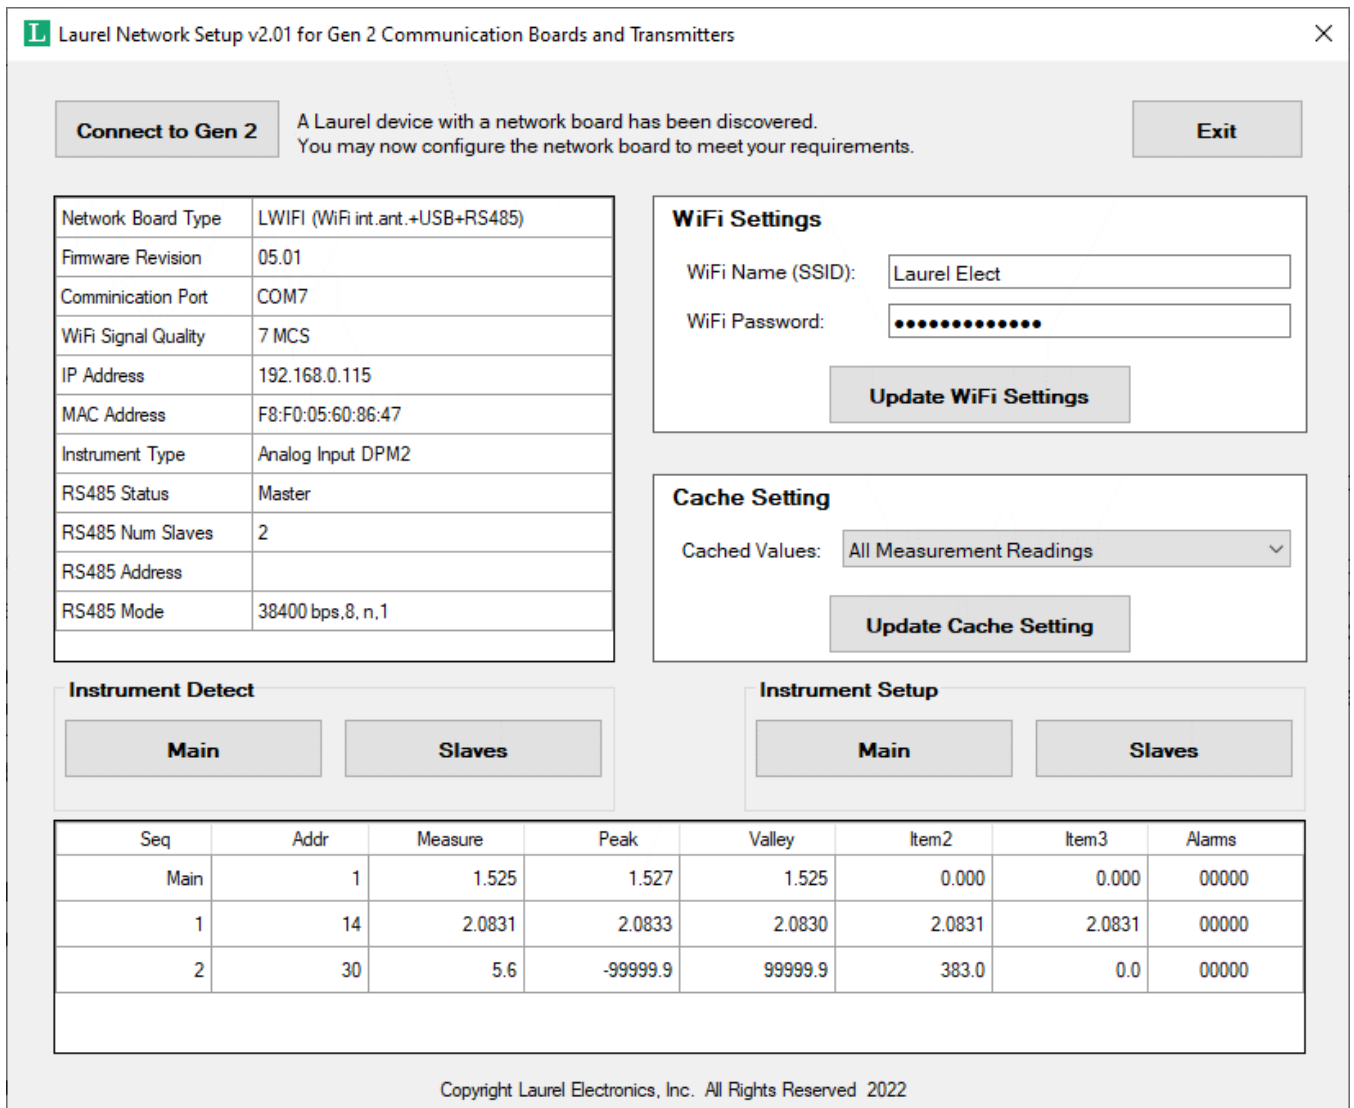 L Laurel Network Setup v2.01 for Gen 2 Communication Boards and Transmitters
Connect to Gen 2
A Laurel device with a network board has been discovered.
You may now configure the network board to meet your requirements.
Exit
Network Board Type LWIFI (WiFi int.ant.+USB+RS485)
Firmware Revision 05.01
Comminication Port COM7
WiFi Signal Quality 7 MCS
IP Address 192.168.0.115
MAC Address F8:F0:05:60:86:47
Instrument Type Analog Input DPM2
RS485 Status Master
RS485 Num Slaves 2
RS485 Address
RS485 Mode 38400 bps,8, n,1
WiFi Settings
WiFi Name (SSID): Laurel Elect
WiFi Password: ●●●●●●●●●●●●●
Update WiFi Settings
Cache Setting
Cached Values: All Measurement Readings
Update Cache Setting
Instrument Detect
Main Slaves
Instrument Setup
Main Slaves
Seq Addr Measure Peak Valley Item2 Item3 Alarms
Main 1 1.525 1.527 1.525 0.000 0.000 00000
1 14 2.0831 2.0833 2.0830 2.0831 2.0831 00000
2 30 5.6 -99999.9 99999.9 383.0 0.0 00000
Copyright Laurel Electronics, Inc. All Rights Reserved 2022